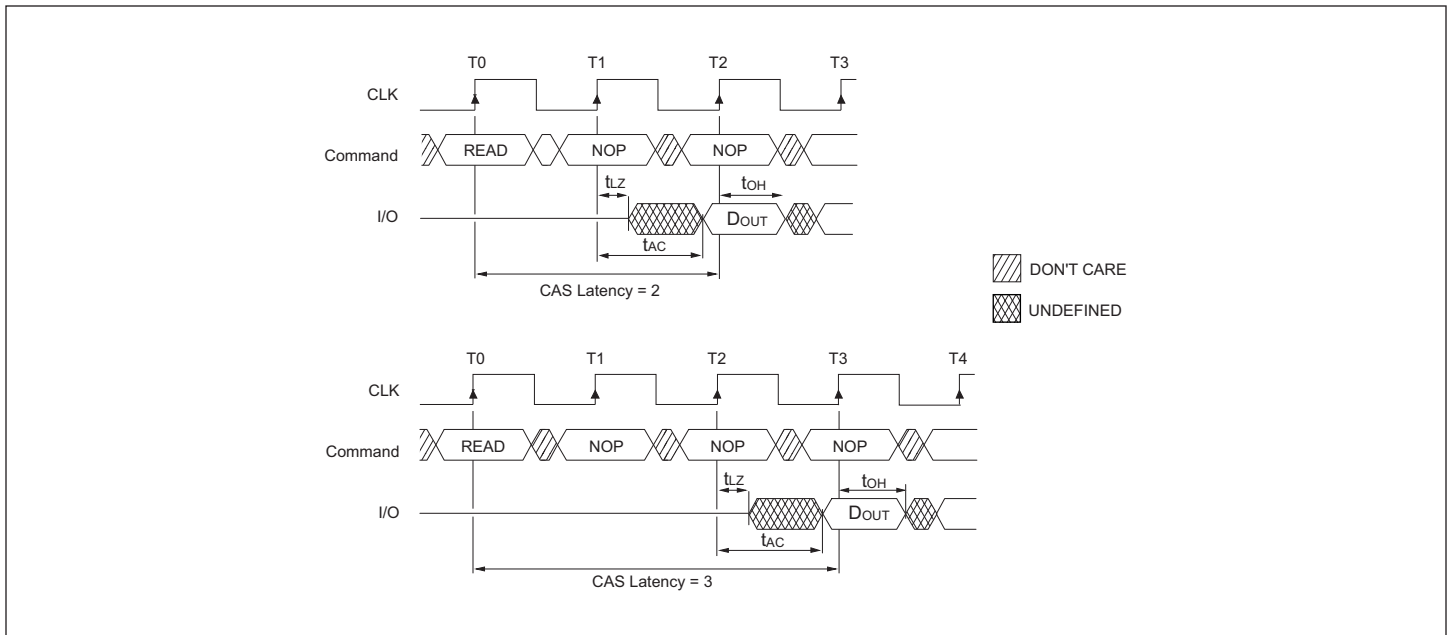 T0 T1 T2 T3
CLK
Command READ NOP NOP
tLZ tOH
I/O DOUT
tAC
CAS Latency = 2
DON'T CARE
UNDEFINED
T0 T1 T2 T3 T4
CLK
Command READ NOP NOP NOP
tLZ tOH
I/O DOUT
tAC
CAS Latency = 3